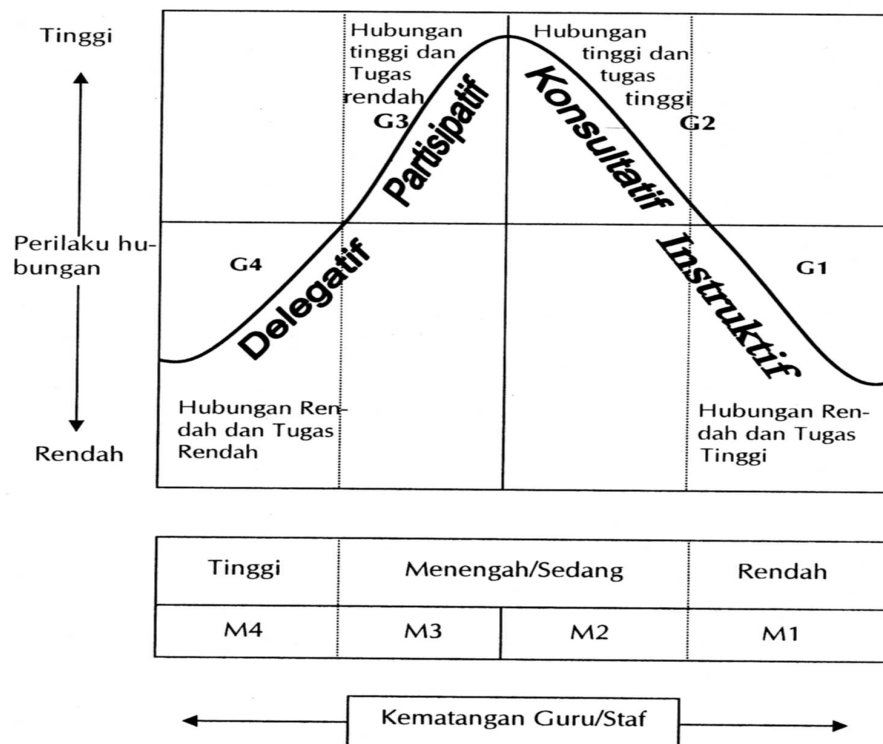 Tinggi
Perilaku hu-
bungan
Rendah
Hubungan
tinggi dan
Tugas
rendah
G3
Partisipatif
Hubungan
tinggi dan
tugas
tinggi
G2
Konsultatif
G4
Delegatif
Hubungan Ren-
dah dan Tugas
Rendah
G1
Instruktif
Hubungan Ren-
dah dan Tugas
Tinggi
Tinggi
Menengah/Sedang
Rendah
M4
M3
M2
M1
Kematangan Guru/Staf